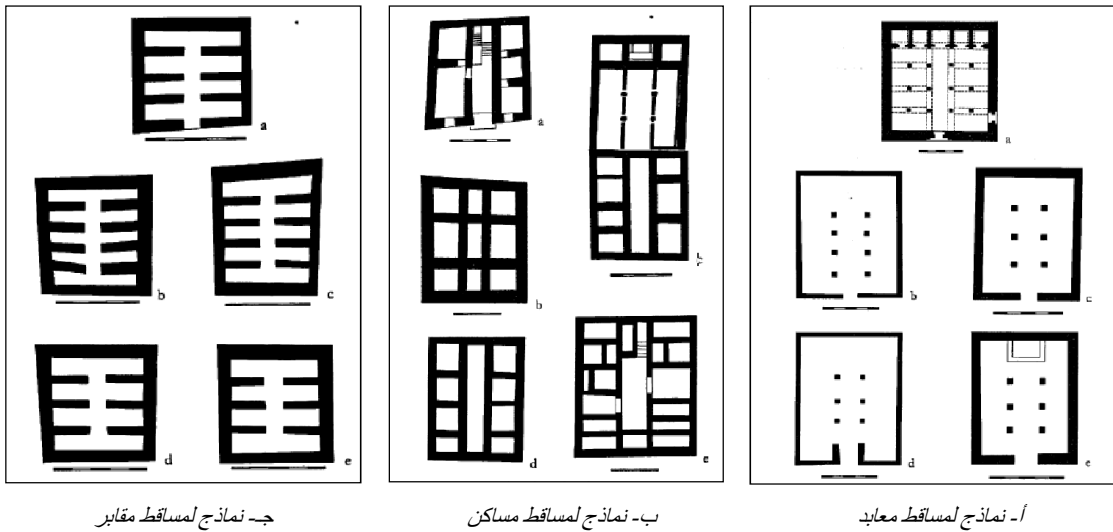 a
b
c
d
e
a
b
c
d
e
a
b
c
d
e
أ- نماذج لمساقط معابد
ب- نماذج لمساقط مساكن
جـ- نماذج لمساقط مقابر